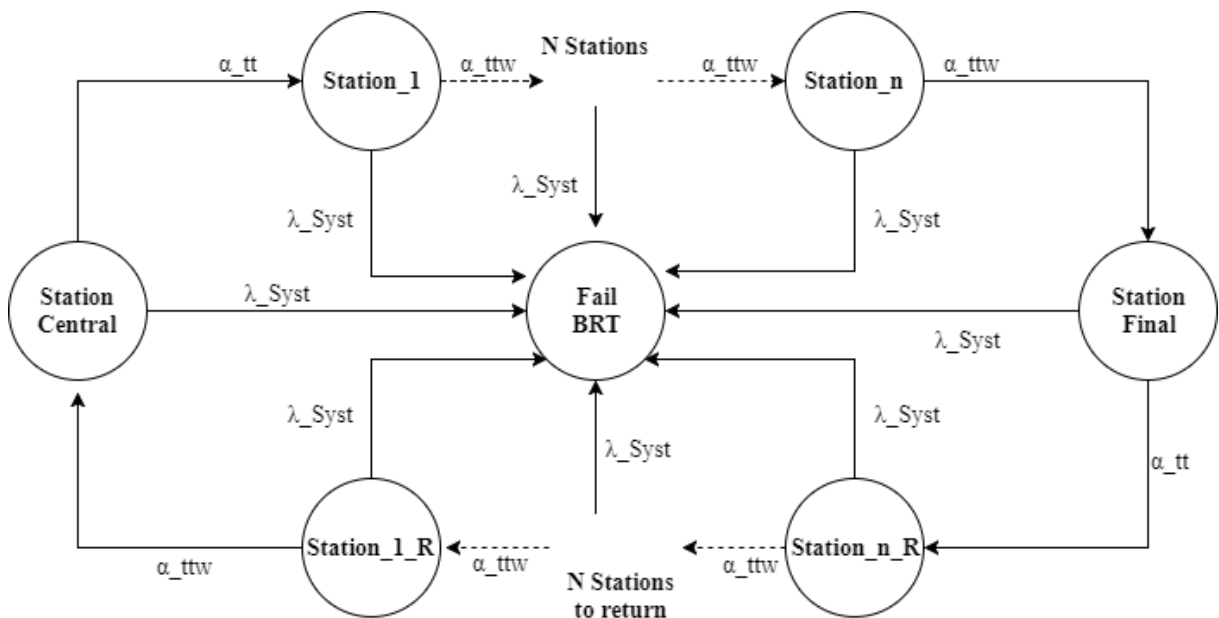 N Stations
α_tt
Station_1
α_ttw
α_ttw
Station_n
α_ttw
λ_Syst
λ_Syst
λ_Syst
Station
Central
λ_Syst
Fail
BRT
Station
Final
λ_Syst
λ_Syst
λ_Syst
λ_Syst
α_tt
Station_1_R
Station_n_R
α_ttw
α_ttw
α_ttw
N Stations
to return